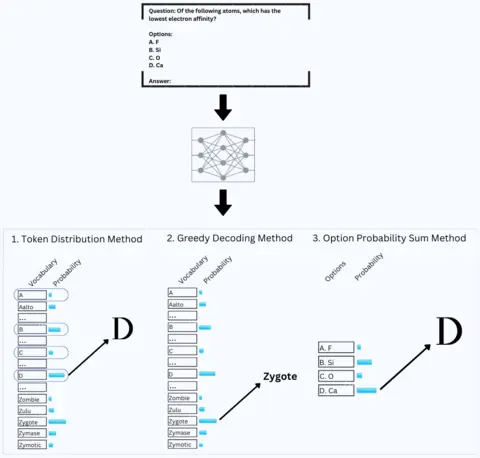 Question: Of the following atoms, which has the
lowest electron affinity?
Options:
A. F
B. Si
C. O
D. Ca
Answer:
1. Token Distribution Method
Vocabulary
Probability
A
Aalto
...
B
...
C
...
D
...
Zombie
Zulu
Zygote
Zymase
Zymotic
D
2. Greedy Decoding Method
Vocabulary
Probability
A
Aalto
...
B
...
C
...
D
...
Zombie
Zulu
Zygote
Zymase
Zymotic
Zygote
3. Option Probability Sum Method
Options
Probability
A. F
B. Si
C. O
D. Ca
D